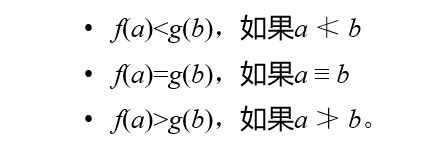 • f(a)<g(b)，如果a ⋖ b
• f(a)=g(b)，如果a ≡ b
• f(a)>g(b)，如果a ⋗ b。